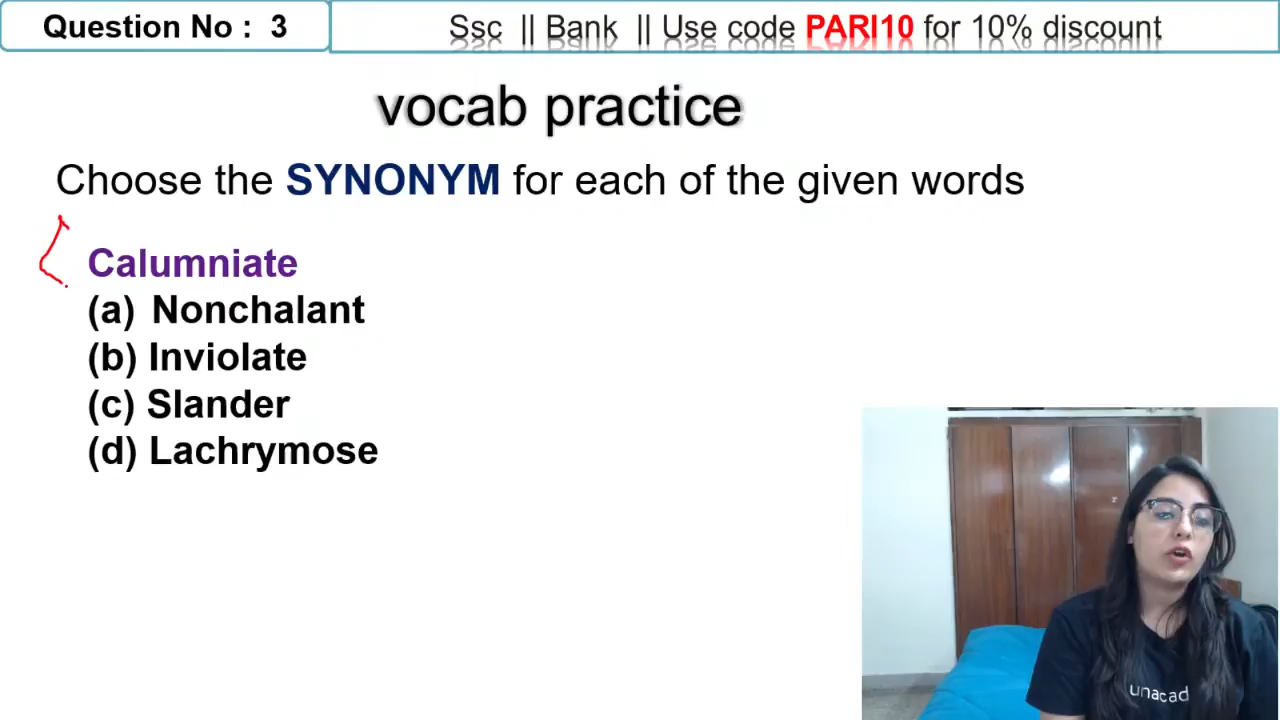 Question No : 3
Ssc || Bank || Use code PARI10 for 10% discount
vocab practice
Choose the SYNONYM for each of the given words
Calumniate
(a) Nonchalant
(b) Inviolate
(c) Slander
(d) Lachrymose
unacad